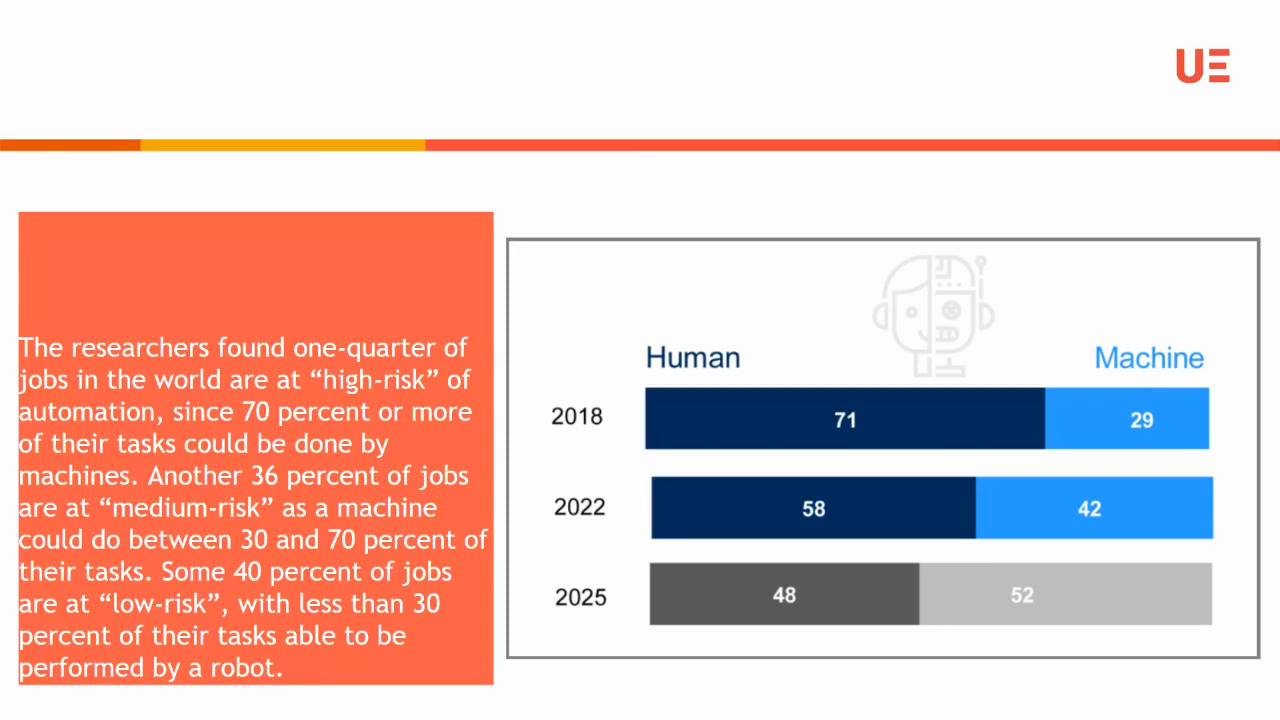 UE
The researchers found one-quarter of
jobs in the world are at “high-risk” of
automation, since 70 percent or more
of their tasks could be done by
machines. Another 36 percent of jobs
are at “medium-risk” as a machine
could do between 30 and 70 percent of
their tasks. Some 40 percent of jobs
are at “low-risk”, with less than 30
percent of their tasks able to be
performed by a robot.
Human Machine
2018 71 29
2022 58 42
2025 48 52